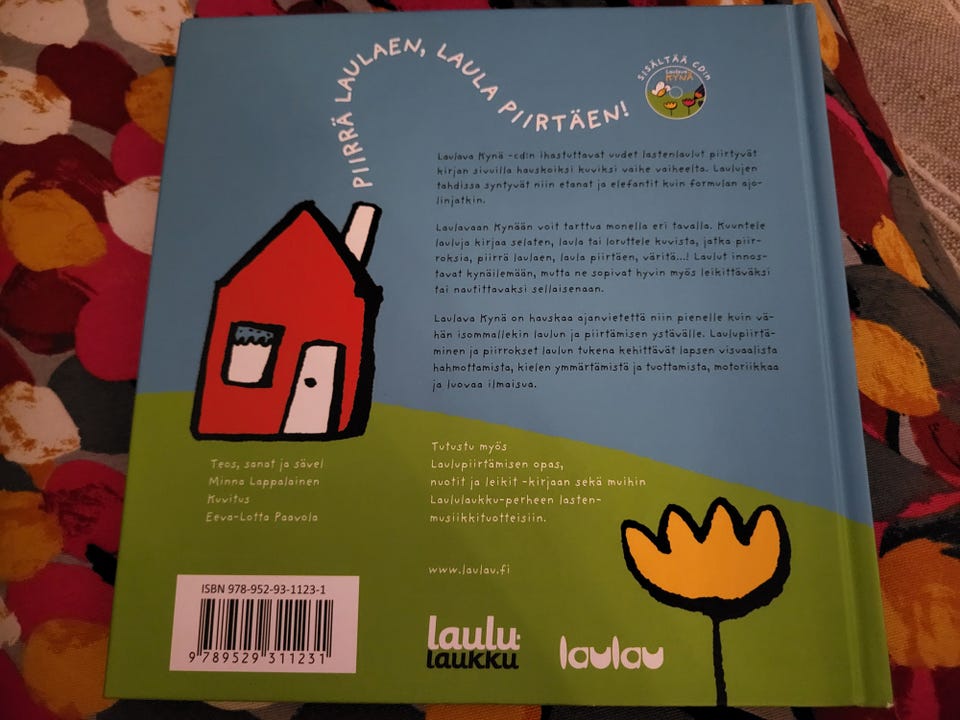 PIIRRÄ LAULAEN, LAULA PIIRTÄEN!
SISÄLTÄÄ CD:n
Laulava
KYNÄ
Laulava Kynä -cd:n ihastuttavat uudet lastenlaulut piirtyvät
kirjan sivuilla hauskoiksi kuviksi vaihe vaiheelta. Laulujen
tahdissa syntyvät niin etanat ja elefantit kuin formulan ajo-
linjatkin.
Laulavaan Kynään voit tarttua monella eri tavalla. Kuuntele
lauluja kirjaa selaten, laula tai loruttele kuvista, jatka piir-
roksia, piirrä laulaen, laula piirtäen, väritä...! Laulut innos-
tavat kynäilemään, mutta ne sopivat hyvin myös leikittäväksi
tai nautittavaksi sellaisenaan.
Laulava Kynä on hauskaa ajanvietettä niin pienelle kuin vä-
hän isommallekin laulun ja piirtämisen ystävälle. Laulupiirtä-
minen ja piirrokset laulun tukena kehittävät lapsen visuaalista
hahmottamista, kielen ymmärtämistä ja tuottamista, motoriikkaa
ja luovaa ilmaisua.
Teos, sanat ja sävel
Minna Lappalainen
Kuvitus
Eeva-Lotta Paavola
Tutustu myös
Laulupiirtämisen opas,
nuotit ja leikit -kirjaan sekä muihin
Laululaukku-perheen lasten-
musiikkituotteisiin.
www.laulau.fi
ISBN 978-952-93-1123-1
9 789529 311231
laulu-
laukku
laulau